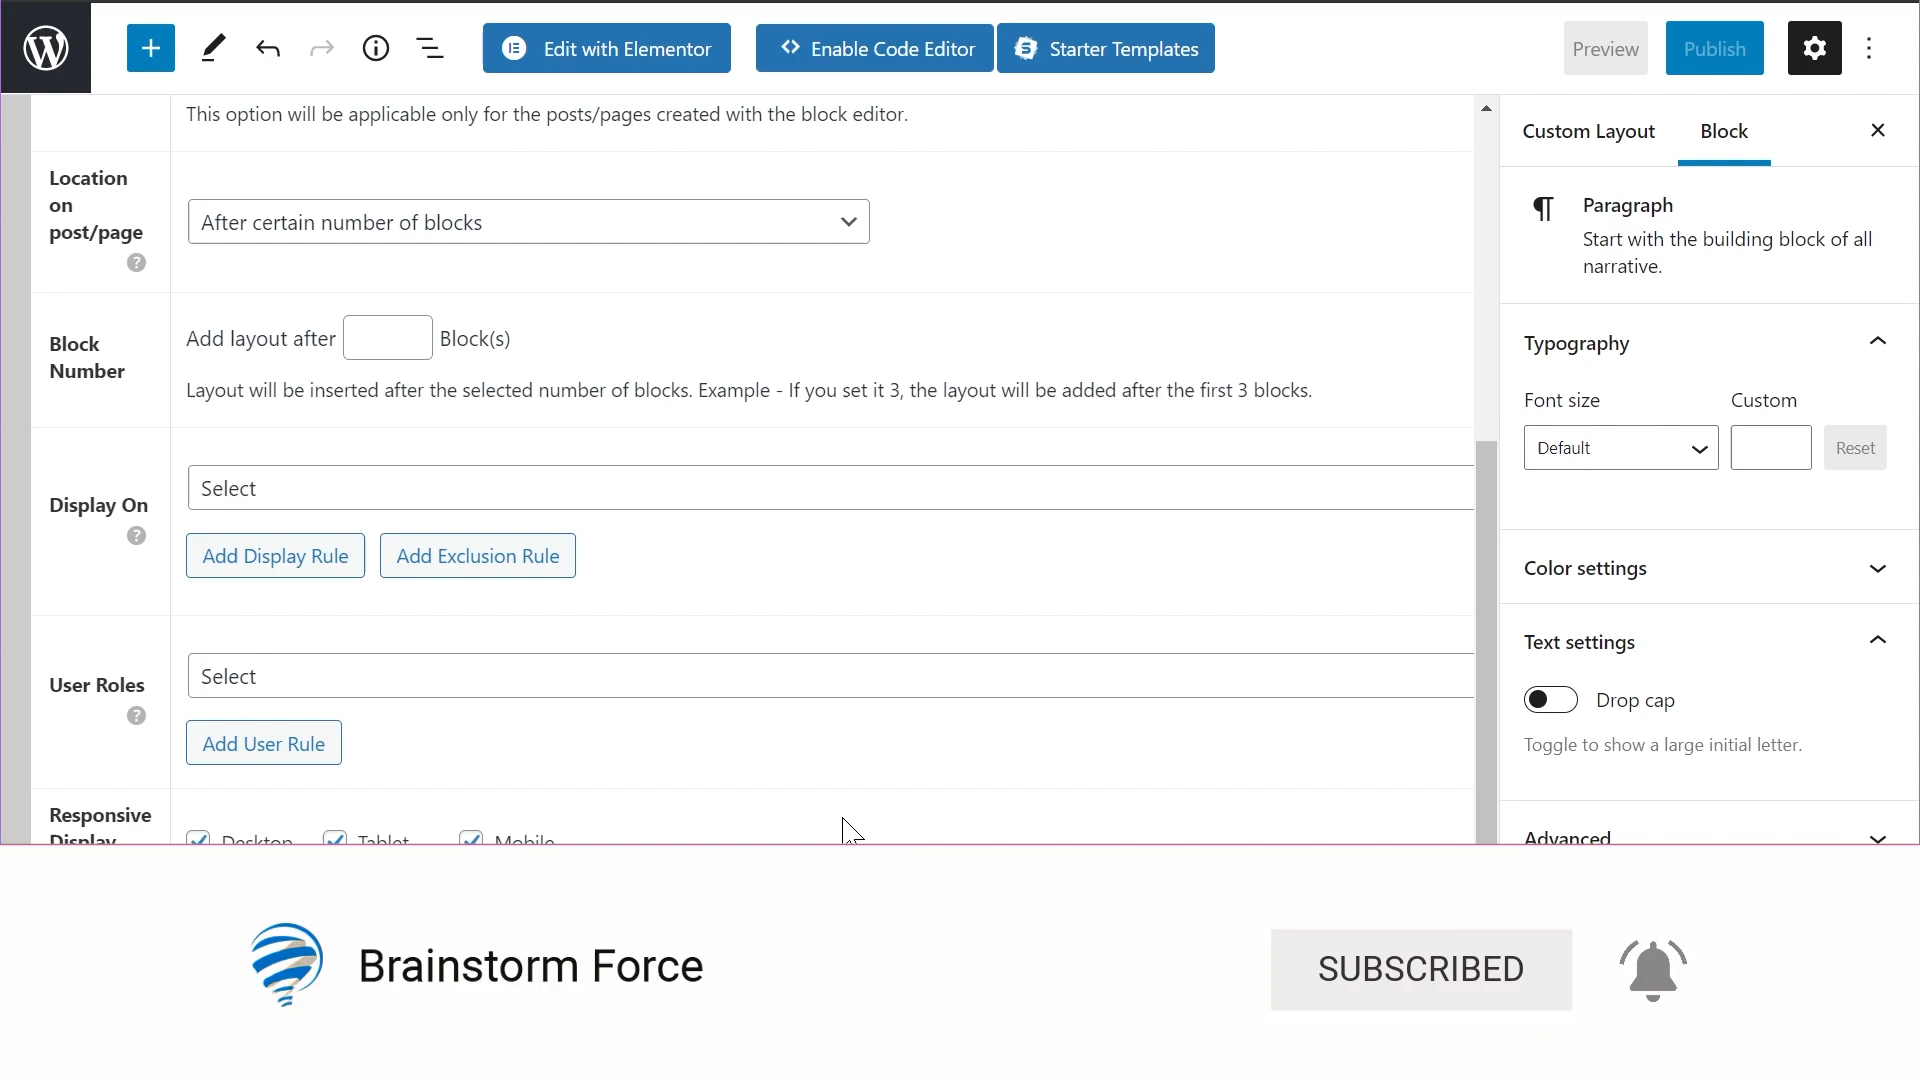 Edit with Elementor
Enable Code Editor
Starter Templates
Preview
Publish
This option will be applicable only for the posts/pages created with the block editor.
Location
on
post/page
?
After certain number of blocks
Block
Number
Add layout after
Block(s)
Layout will be inserted after the selected number of blocks. Example - If you set it 3, the layout will be added after the first 3 blocks.
Display On
?
Select
Add Display Rule
Add Exclusion Rule
User Roles
?
Select
Add User Rule
Responsive
Display
Desktop
Tablet
Mobile
Custom Layout
Block
Paragraph
Start with the building block of all
narrative.
Typography
Font size
Custom
Default
Reset
Color settings
Text settings
Drop cap
Toggle to show a large initial letter.
Advanced
Brainstorm Force
SUBSCRIBED